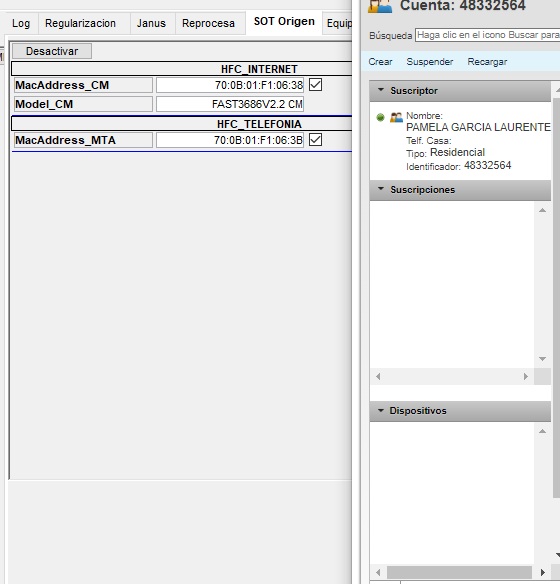 Log Regularizacion Janus Reprocesa SOT Origen Equip
Desactivar
HFC_INTERNET
MacAddress_CM 70:0B:01:F1:06:38
Model_CM FAST3686V2.2 CM
HFC_TELEFONIA
MacAddress_MTA 70:0B:01:F1:06:3B
Cuenta: 48332564
Búsqueda Haga clic en el icono Buscar para
Crear Suspender Recargar
Suscriptor
Nombre:
PAMELA GARCIA LAURENTE
Telf. Casa:
Tipo: Residencial
Identificador: 48332564
Suscripciones
Dispositivos